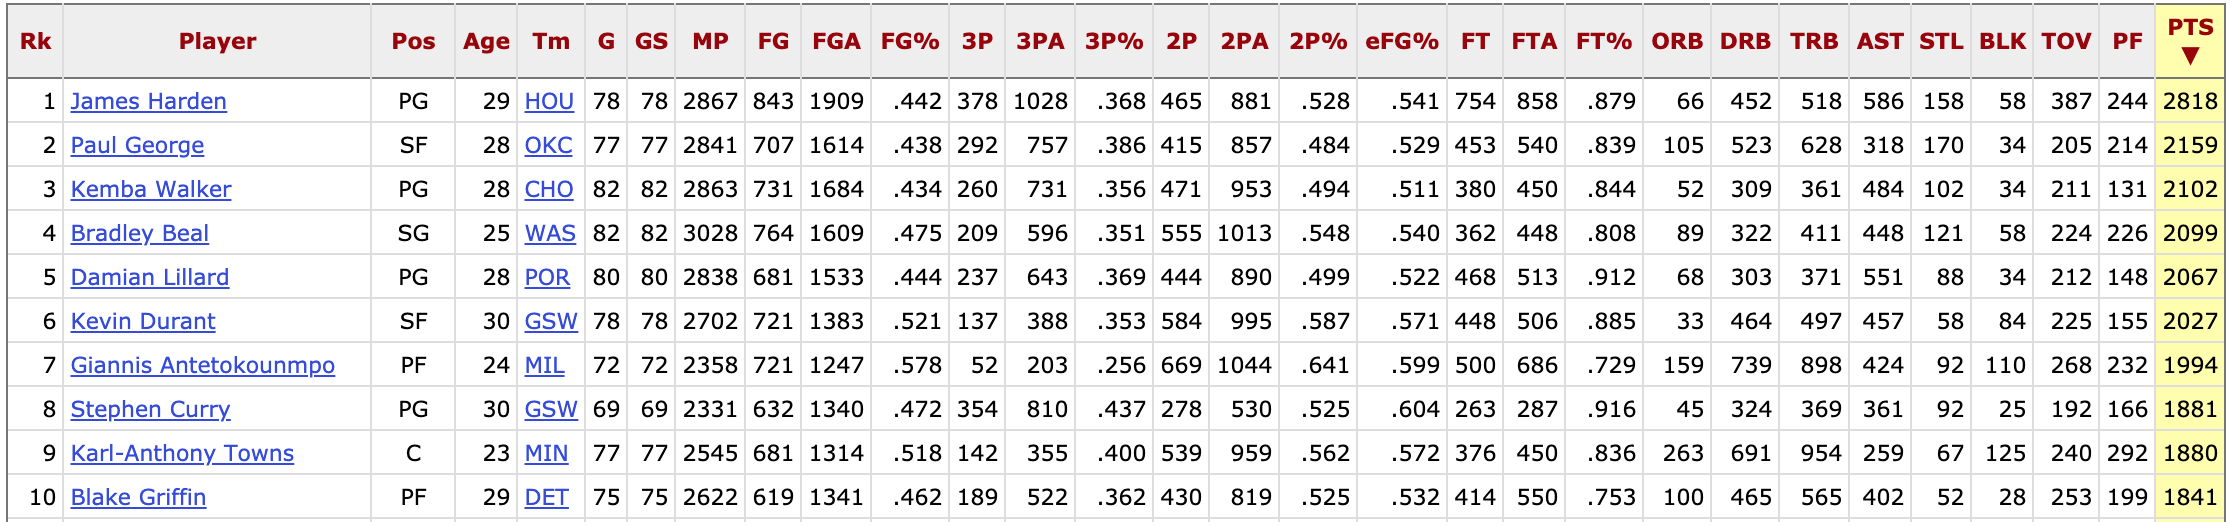 Rk Player Pos Age Tm G GS MP FG FGA FG% 3P 3PA 3P% 2P 2PA 2P% eFG% FT FTA FT% ORB DRB TRB AST STL BLK TOV PF PTS ▼
1 James Harden PG 29 HOU 78 78 2867 843 1909 .442 378 1028 .368 465 881 .528 .541 754 858 .879 66 452 518 586 158 58 387 244 2818
2 Paul George SF 28 OKC 77 77 2841 707 1614 .438 292 757 .386 415 857 .484 .529 453 540 .839 105 523 628 318 170 34 205 214 2159
3 Kemba Walker PG 28 CHO 82 82 2863 731 1684 .434 260 731 .356 471 953 .494 .511 380 450 .844 52 309 361 484 102 34 211 131 2102
4 Bradley Beal SG 25 WAS 82 82 3028 764 1609 .475 209 596 .351 555 1013 .548 .540 362 448 .808 89 322 411 448 121 58 224 226 2099
5 Damian Lillard PG 28 POR 80 80 2838 681 1533 .444 237 643 .369 444 890 .499 .522 468 513 .912 68 303 371 551 88 34 212 148 2067
6 Kevin Durant SF 30 GSW 78 78 2702 721 1383 .521 137 388 .353 584 995 .587 .571 448 506 .885 33 464 497 457 58 84 225 155 2027
7 Giannis Antetokounmpo PF 24 MIL 72 72 2358 721 1247 .578 52 203 .256 669 1044 .641 .599 500 686 .729 159 739 898 424 92 110 268 232 1994
8 Stephen Curry PG 30 GSW 69 69 2331 632 1340 .472 354 810 .437 278 530 .525 .604 263 287 .916 45 324 369 361 92 25 192 166 1881
9 Karl-Anthony Towns C 23 MIN 77 77 2545 681 1314 .518 142 355 .400 539 959 .562 .572 376 450 .836 263 691 954 259 67 125 240 292 1880
10 Blake Griffin PF 29 DET 75 75 2622 619 1341 .462 189 522 .362 430 819 .525 .532 414 550 .753 100 465 565 402 52 28 253 199 1841